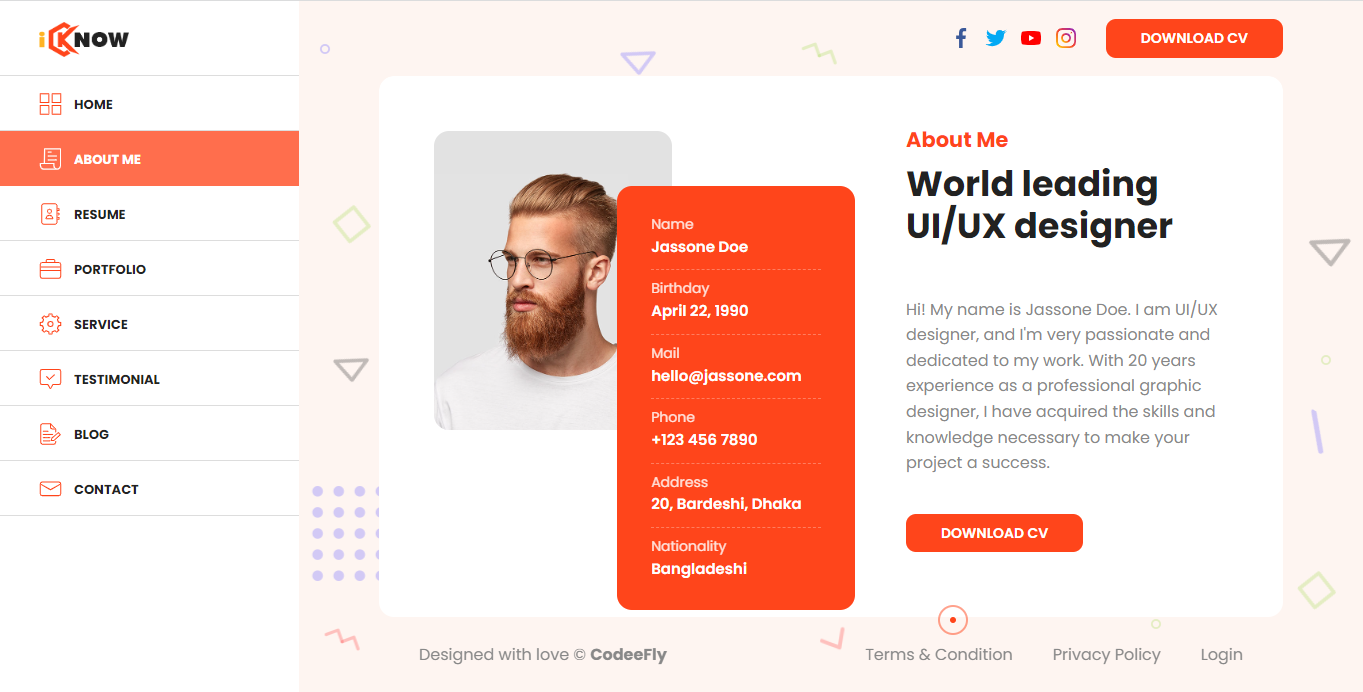 iKNOW
DOWNLOAD CV
HOME
ABOUT ME
RESUME
PORTFOLIO
SERVICE
TESTIMONIAL
BLOG
CONTACT
Name
Jassone Doe
Birthday
April 22, 1990
Mail
hello@jassone.com
Phone
+123 456 7890
Address
20, Bardeshi, Dhaka
Nationality
Bangladeshi
About Me
World leading
UI/UX designer
Hi! My name is Jassone Doe. I am UI/UX
designer, and I'm very passionate and
dedicated to my work. With 20 years
experience as a professional graphic
designer, I have acquired the skills and
knowledge necessary to make your
project a success.
DOWNLOAD CV
Designed with love © CodeeFly
Terms & Condition
Privacy Policy
Login